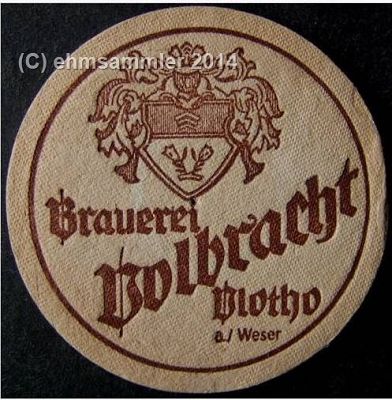 (C) ehmsammler 2014
Brauerei
Volbracht
Vlotho
a./ Weser